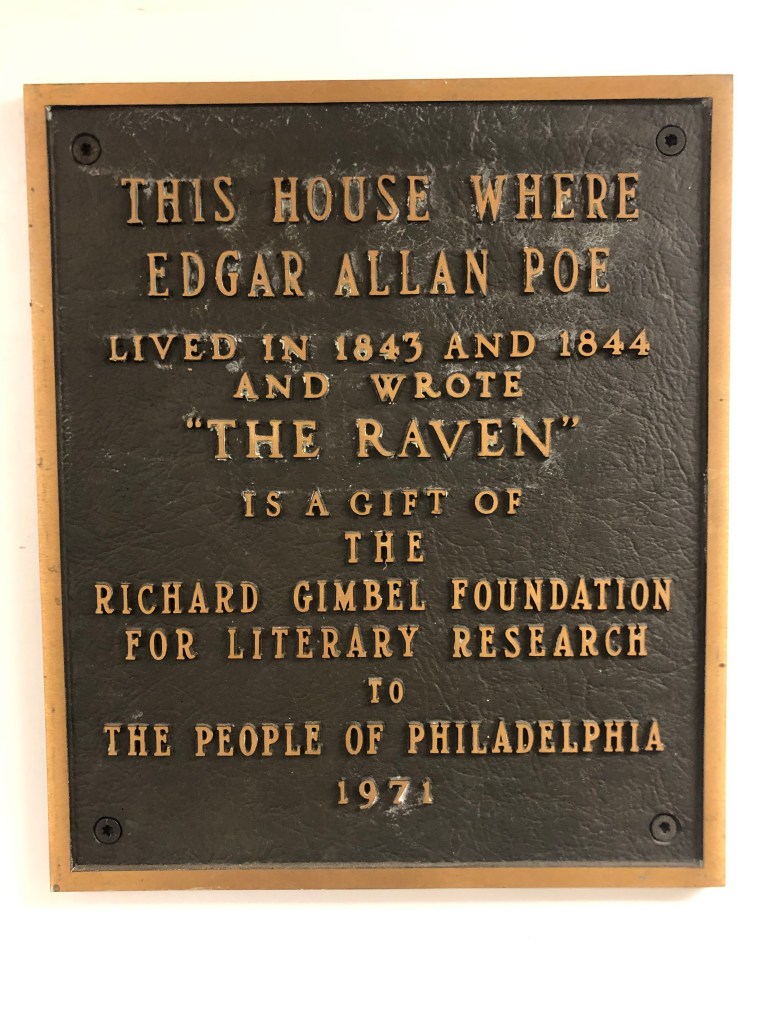 THIS HOUSE WHERE
EDGAR ALLAN POE
LIVED IN 1843 AND 1844
AND WROTE
"THE RAVEN"
IS A GIFT OF
THE
RICHARD GIMBEL FOUNDATION
FOR LITERARY RESEARCH
TO
THE PEOPLE OF PHILADELPHIA
1971